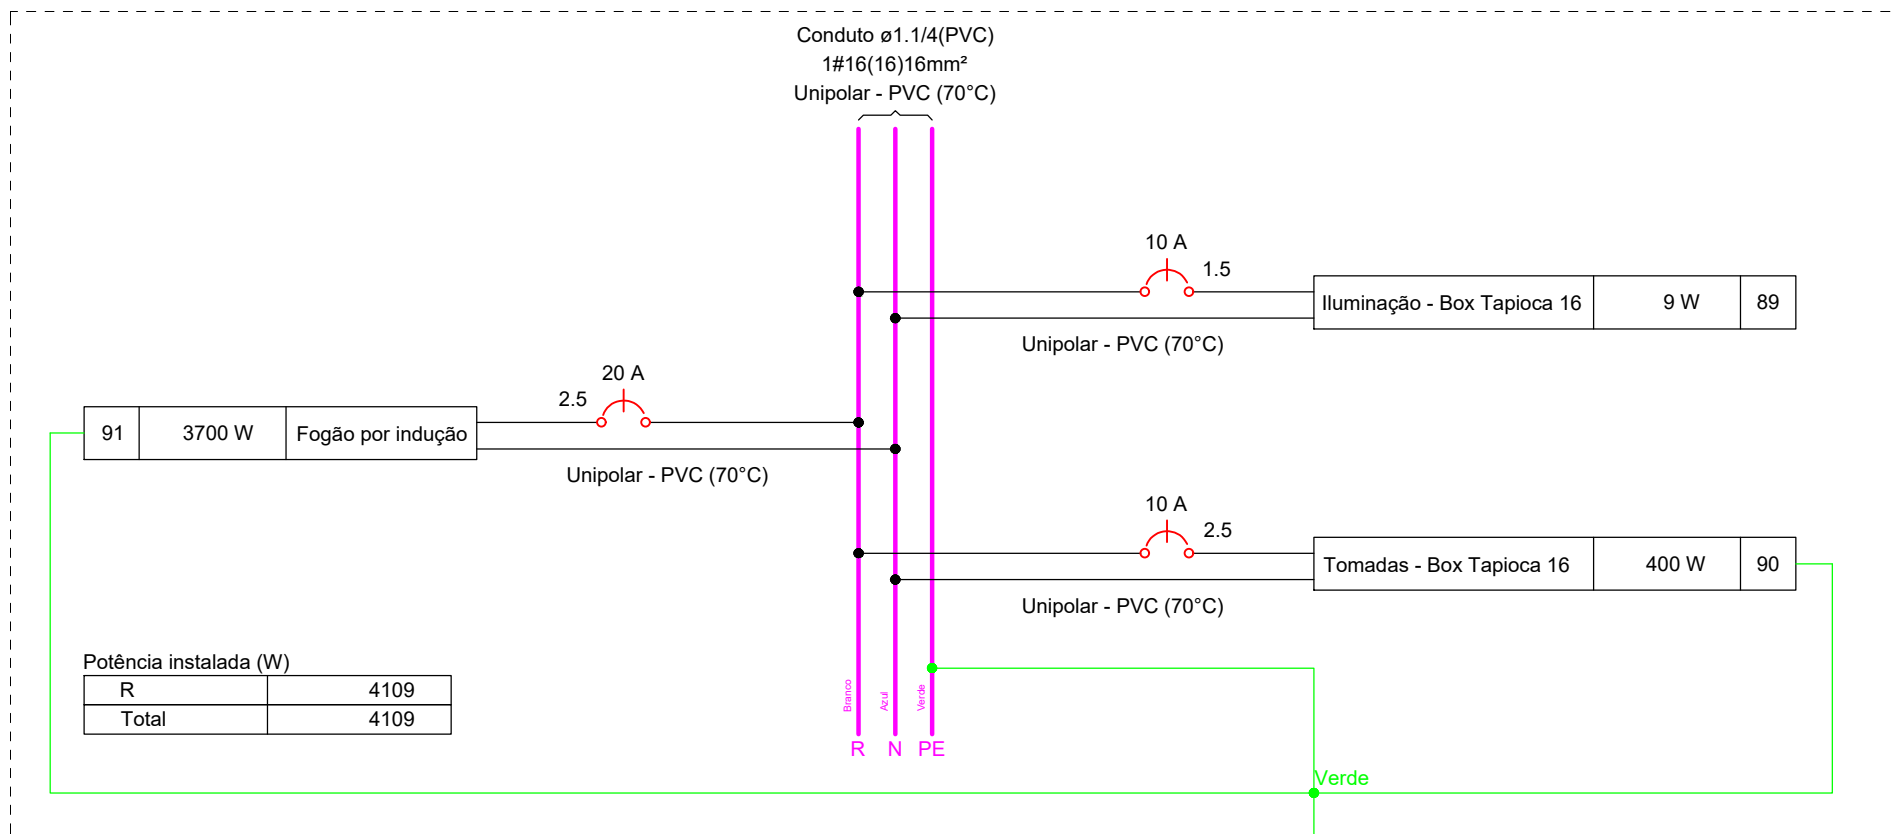 Conduto ø1.1/4(PVC)
1#16(16)16mm²
Unipolar - PVC (70°C)
10 A
1.5
Iluminação - Box Tapioca 16 9 W 89
Unipolar - PVC (70°C)
20 A
2.5
91 3700 W Fogão por indução
Unipolar - PVC (70°C)
10 A
2.5
Tomadas - Box Tapioca 16 400 W 90
Unipolar - PVC (70°C)
Potência instalada (W)
R 4109
Total 4109
Branco
Azul
Verde
R N PE
Verde